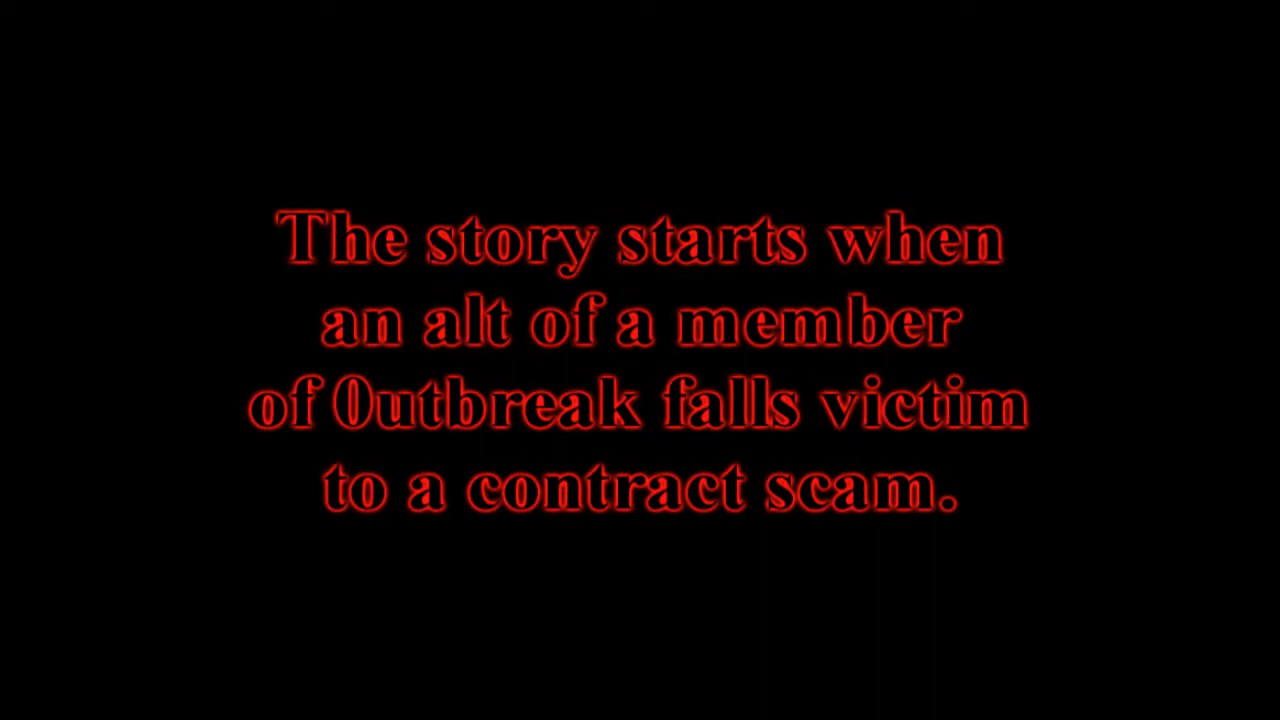 The story starts when
an alt of a member
of 0utbreak falls victim
to a contract scam.